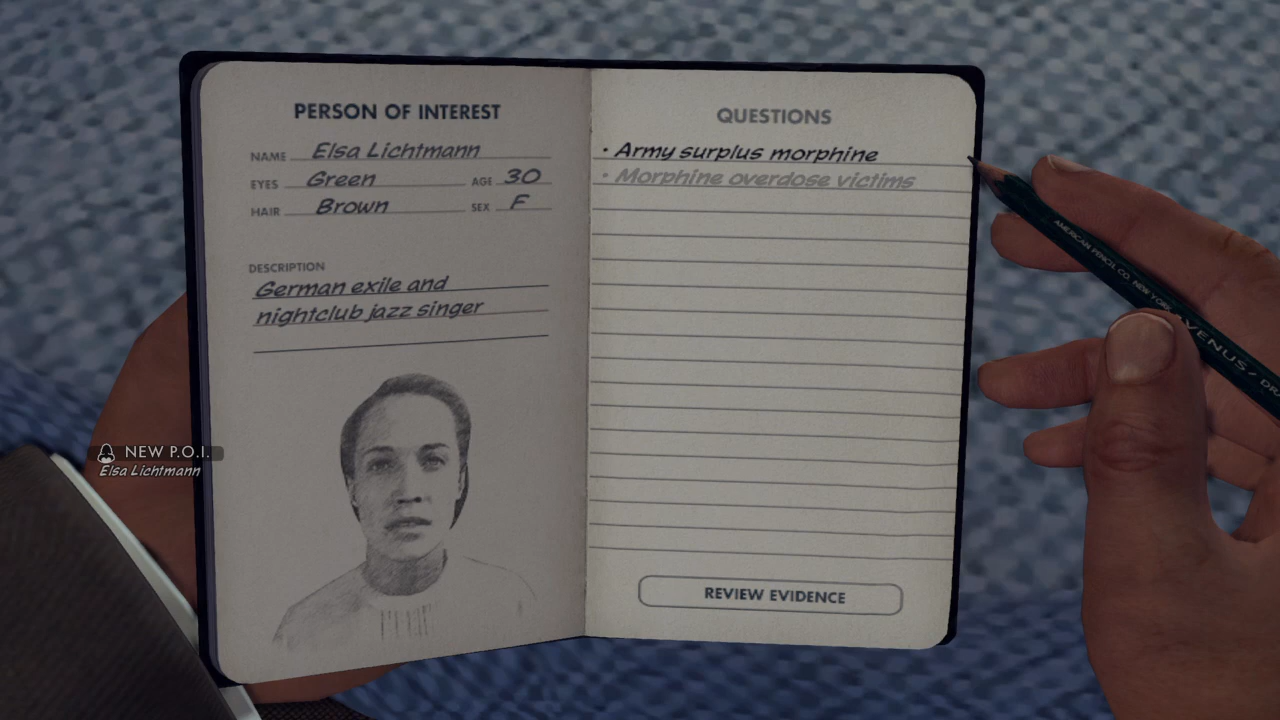 PERSON OF INTEREST
NAME Elsa Lichtmann
EYES Green AGE 30
HAIR Brown SEX F
DESCRIPTION
German exile and
nightclub jazz singer
NEW P.O.I.
Elsa Lichtmann
QUESTIONS
• Army surplus morphine
• Morphine overdose victims
REVIEW EVIDENCE
AMERICAN PENCIL CO. NEW YORK
VENUS